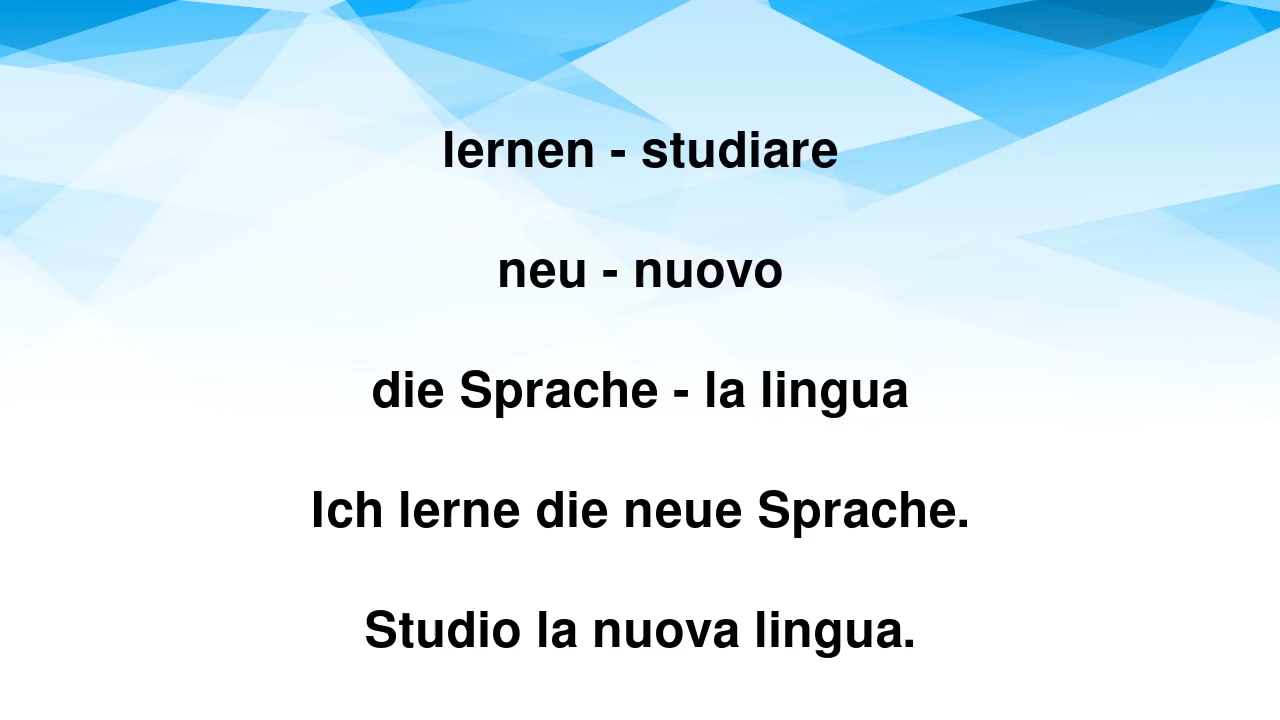 lernen - studiare
neu - nuovo
die Sprache - la lingua
Ich lerne die neue Sprache.
Studio la nuova lingua.